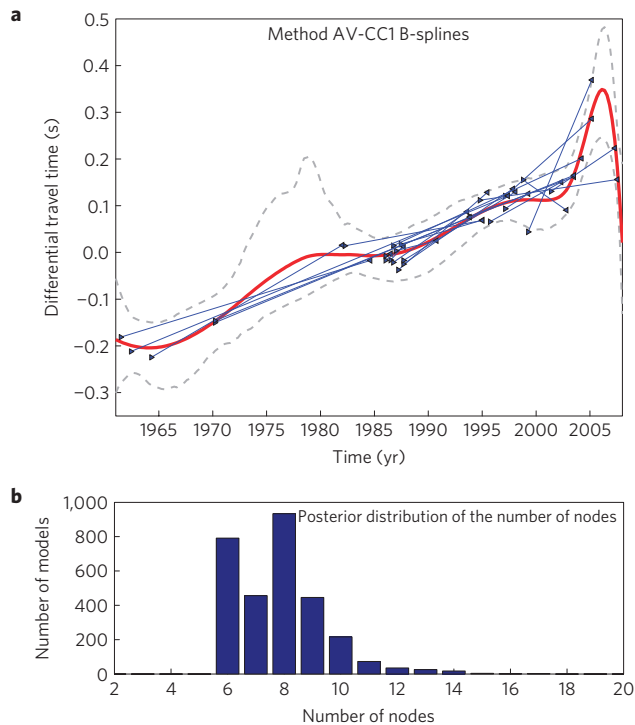 a
Method AV-CC1 B-splines
0.5
0.4
0.3
0.2
0.1
0.0
−0.1
−0.2
−0.3
Differential travel time (s)
1965 1970 1975 1980 1985 1990 1995 2000 2005
Time (yr)
b
Posterior distribution of the number of nodes
1,000
800
600
400
200
0
Number of models
2 4 6 8 10 12 14 16 18 20
Number of nodes